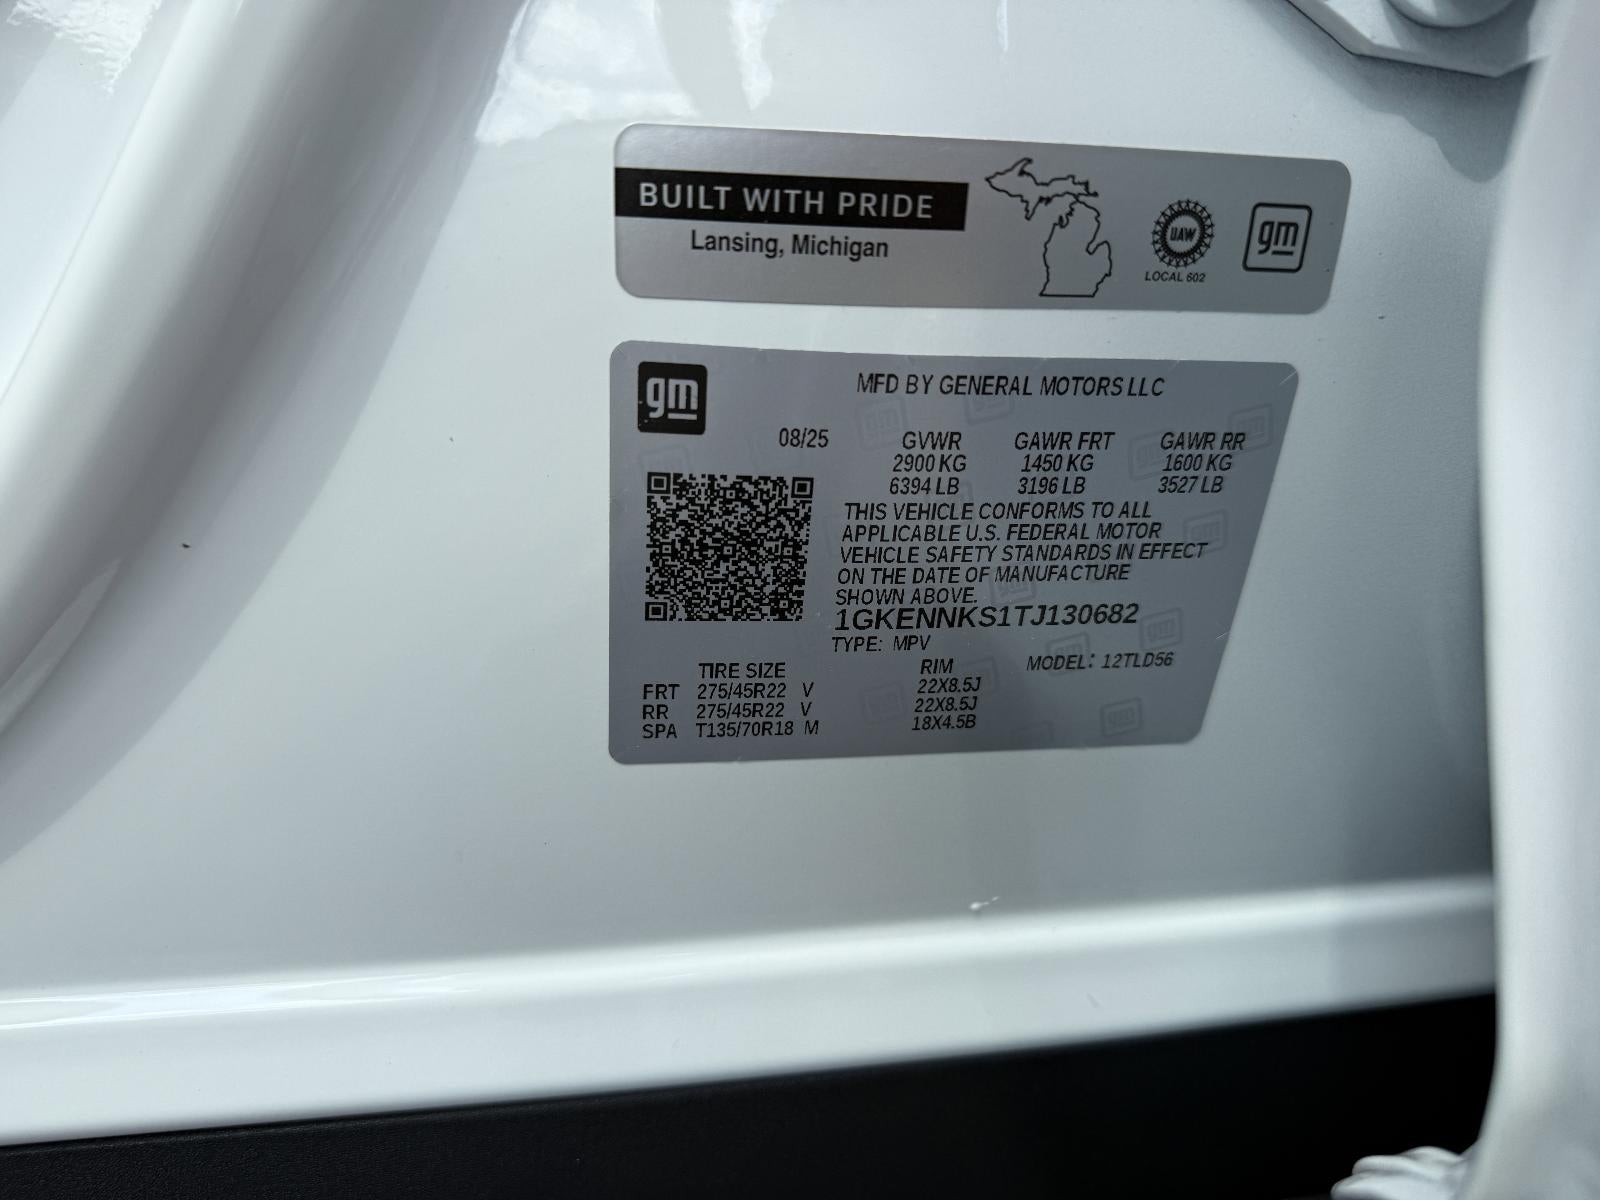 BUILT WITH PRIDE
Lansing, Michigan
UAW
LOCAL 602
gm
gm
MFD BY GENERAL MOTORS LLC
08/25 GVWR GAWR FRT GAWR RR
2900 KG 1450 KG 1600 KG
6394 LB 3196 LB 3527 LB
THIS VEHICLE CONFORMS TO ALL
APPLICABLE U.S. FEDERAL MOTOR
VEHICLE SAFETY STANDARDS IN EFFECT
ON THE DATE OF MANUFACTURE
SHOWN ABOVE.
1GKENNKS1TJ130682
TYPE: MPV
MODEL: 12TLD56
TIRE SIZE RIM
FRT 275/45R22 V 22X8.5J
RR 275/45R22 V 22X8.5J
SPA T135/70R18 M 18X4.5B